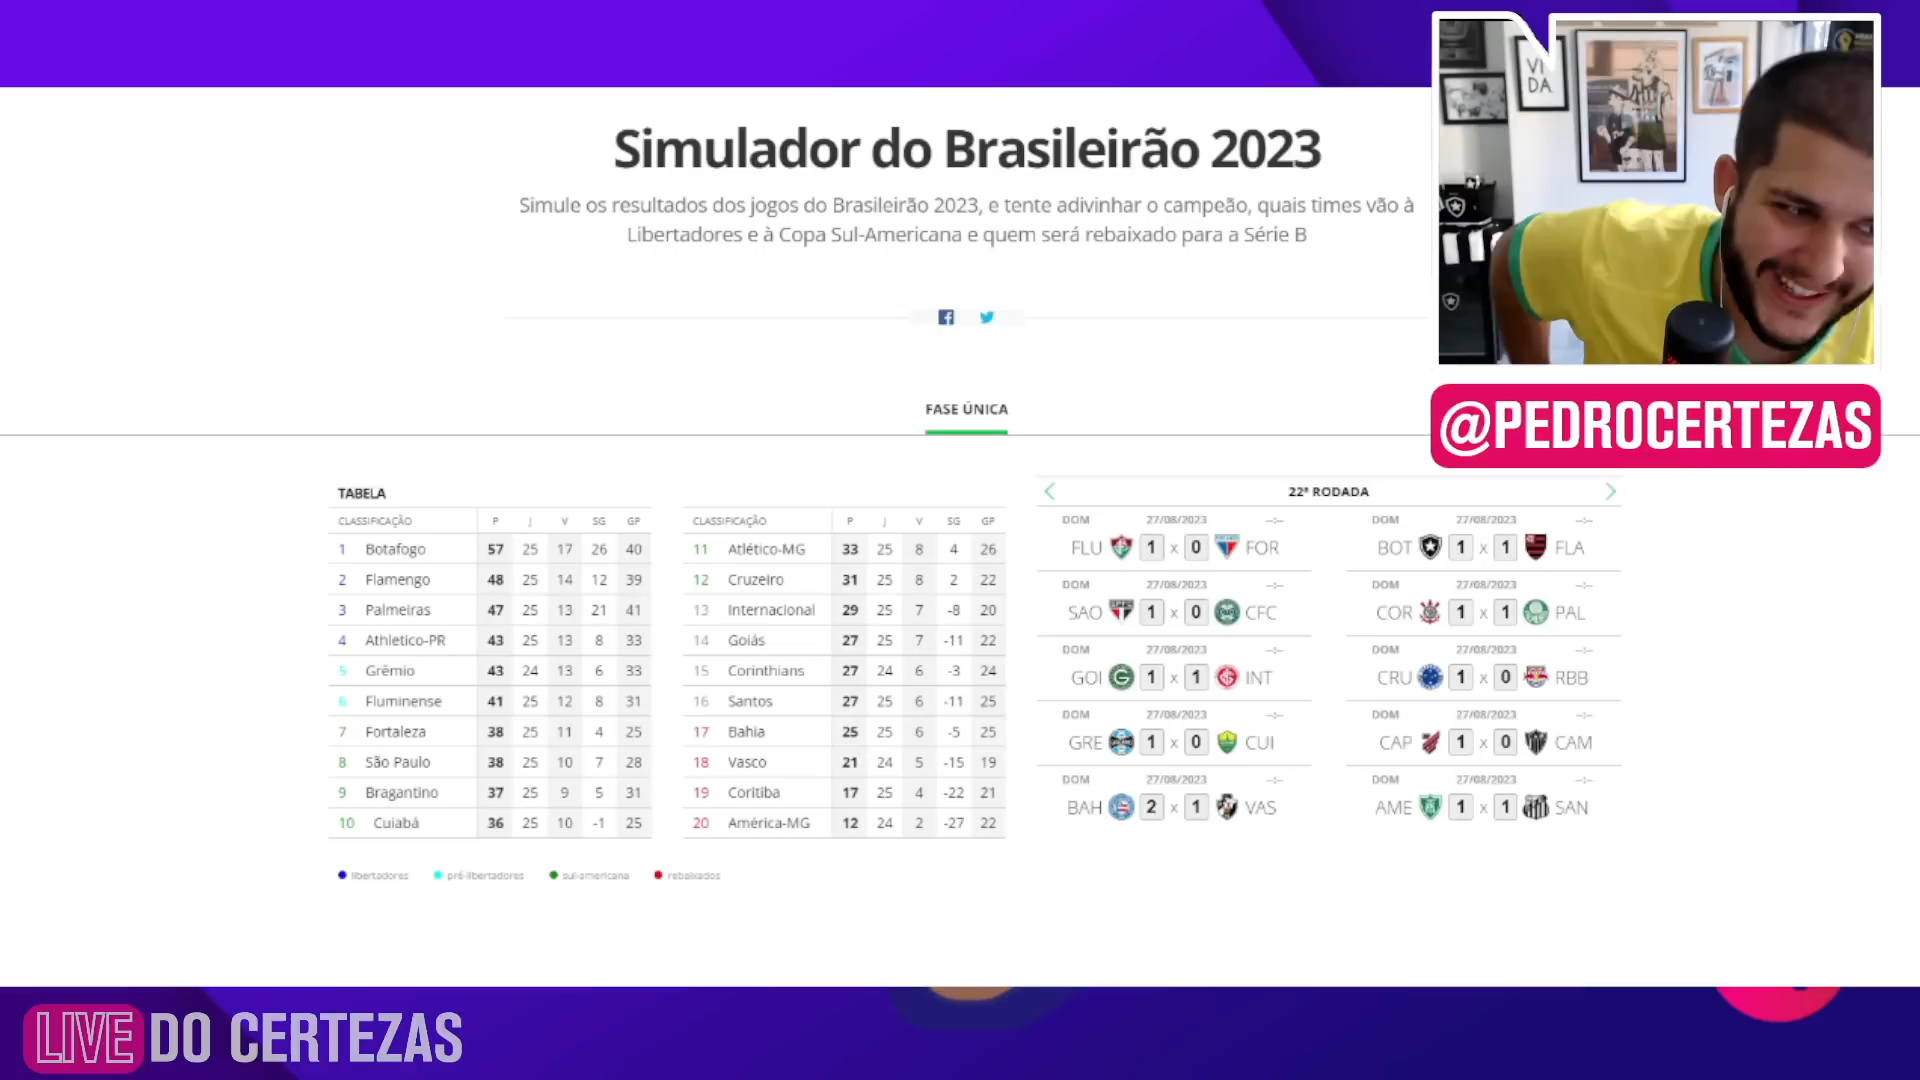 Simulador do Brasileirão 2023
Simule os resultados dos jogos do Brasileirão 2023, e tente adivinhar o campeão, quais times vão à
Libertadores e à Copa Sul-Americana e quem será rebaixado para a Série B
VI
DA
@PEDROCERTEZAS
FASE ÚNICA
TABELA
CLASSIFICAÇÃO P J V SG GP
1 Botafogo 57 25 17 26 40
2 Flamengo 48 25 14 12 39
3 Palmeiras 47 25 13 21 41
4 Athletico-PR 43 25 13 8 33
5 Grêmio 43 24 13 6 33
6 Fluminense 41 25 12 8 31
7 Fortaleza 38 25 11 4 25
8 São Paulo 38 25 10 7 28
9 Bragantino 37 25 9 5 31
10 Cuiabá 36 25 10 -1 25
CLASSIFICAÇÃO P J V SG GP
11 Atlético-MG 33 25 8 4 26
12 Cruzeiro 31 25 8 2 22
13 Internacional 29 25 7 -8 20
14 Goiás 27 25 7 -11 22
15 Corinthians 27 24 6 -3 24
16 Santos 27 25 6 -11 25
17 Bahia 25 25 6 -5 25
18 Vasco 21 24 5 -15 19
19 Coritiba 17 25 4 -22 21
20 América-MG 12 24 2 -27 22
libertadores pré-libertadores sul-americana rebaixados
22ª RODADA
DOM 27/08/2023 --:--
FLU 1 x 0 FOR
DOM 27/08/2023 --:--
BOT 1 x 1 FLA
DOM 27/08/2023 --:--
SAO 1 x 0 CFC
DOM 27/08/2023 --:--
COR 1 x 1 PAL
DOM 27/08/2023 --:--
GOI 1 x 1 INT
DOM 27/08/2023 --:--
CRU 1 x 0 RBB
DOM 27/08/2023 --:--
GRE 1 x 0 CUI
DOM 27/08/2023 --:--
CAP 1 x 0 CAM
DOM 27/08/2023 --:--
BAH 2 x 1 VAS
DOM 27/08/2023 --:--
AME 1 x 1 SAN
LIVE DO CERTEZAS